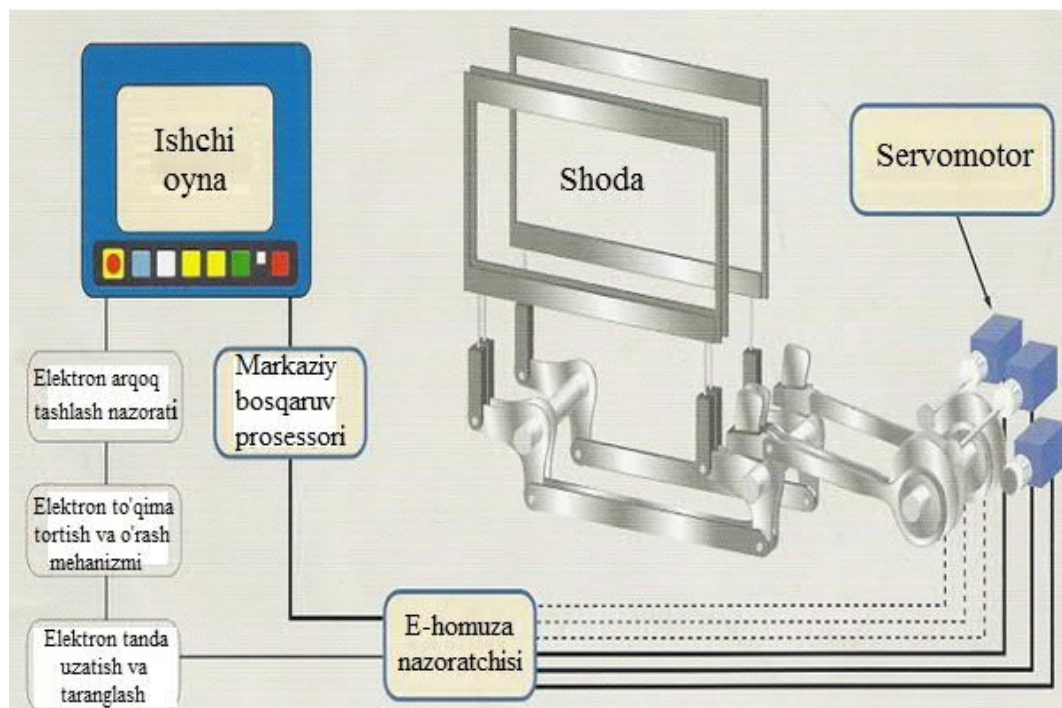 Ishchi
oyna
Shoda
Servomotor
Elektron arqoq
tashlash nazorati
Markaziy
bosqaruv
prosessori
Elektron to'qima
tortish va o'rash
mehanizmi
Elektron tanda
uzatish va
taranglash
E-homuza
nazoratchisi